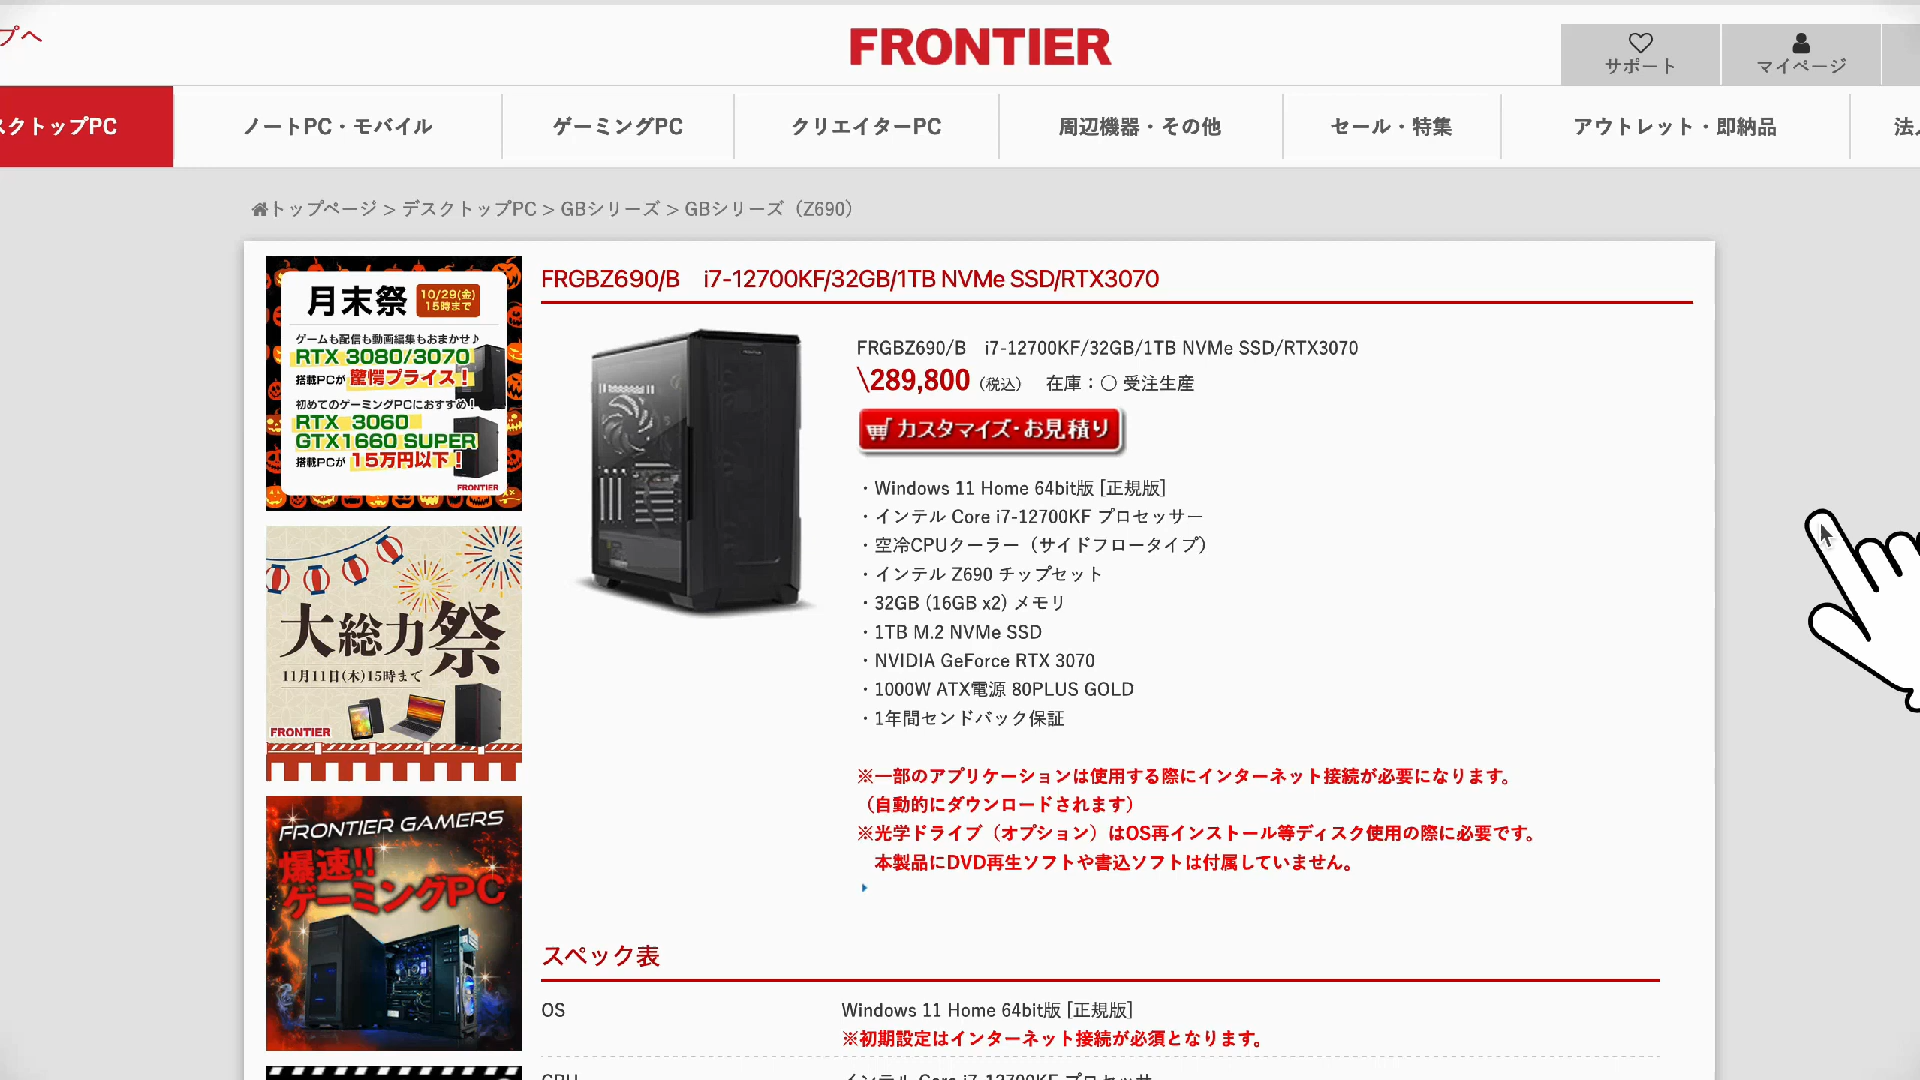 プへ
FRONTIER
サポート
マイページ
スクトップPC
ノートPC・モバイル
ゲーミングPC
クリエイターPC
周辺機器・その他
セール・特集
アウトレット・即納品
法人
トップページ > デスクトップPC > GBシリーズ > GBシリーズ（Z690）
月末祭
10/29(金)
15時まで
ゲームも配信も動画編集もおまかせ♪
RTX 3080/3070
搭載PCが 驚愕プライス！
初めてのゲーミングPCにおすすめ！
RTX 3060
GTX1660 SUPER
搭載PCが 15万円以下！
FRONTIER
大総力祭
11月11日(木)15時まで
FRONTIER
FRONTIER GAMERS
爆速!!
ゲーミングPC
FRGBZ690/B　i7-12700KF/32GB/1TB NVMe SSD/RTX3070
FRGBZ690/B　i7-12700KF/32GB/1TB NVMe SSD/RTX3070
\289,800（税込）　在庫：〇 受注生産
カスタマイズ・お見積り
・Windows 11 Home 64bit版 [正規版]
・インテル Core i7-12700KF プロセッサー
・空冷CPUクーラー（サイドフロータイプ）
・インテル Z690 チップセット
・32GB (16GB x2) メモリ
・1TB M.2 NVMe SSD
・NVIDIA GeForce RTX 3070
・1000W ATX電源 80PLUS GOLD
・1年間センドバック保証
※一部のアプリケーションは使用する際にインターネット接続が必要になります。
（自動的にダウンロードされます）
※光学ドライブ（オプション）はOS再インストール等ディスク使用の際に必要です。
本製品にDVD再生ソフトや書込ソフトは付属していません。
スペック表
OS
Windows 11 Home 64bit版 [正規版]
※初期設定はインターネット接続が必須となります。
CPU
インテル Core i7-12700KF プロセッサ